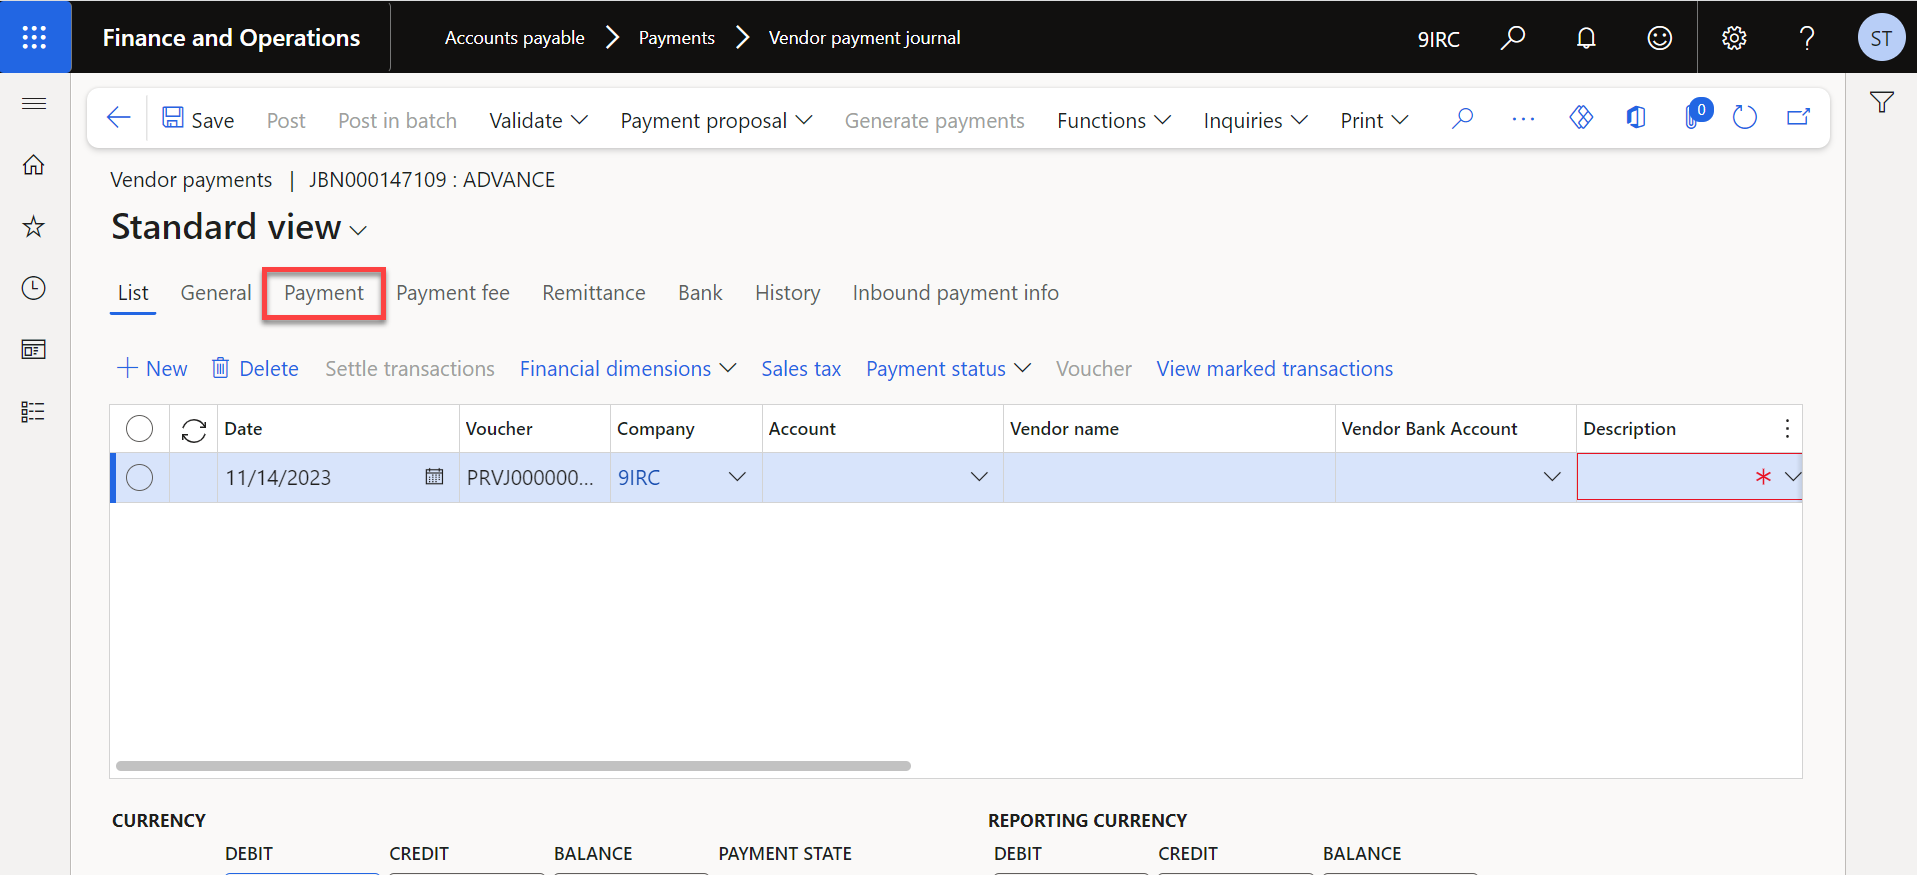 Finance and Operations Accounts payable Payments Vendor payment journal 9IRC ? ST
Save Post Post in batch Validate Payment proposal Generate payments Functions Inquiries Print 0
Vendor payments | JBN000147109 : ADVANCE
Standard view
List General Payment Payment fee Remittance Bank History Inbound payment info
New Delete Settle transactions Financial dimensions Sales tax Payment status Voucher View marked transactions
Date Voucher Company Account Vendor name Vendor Bank Account Description
11/14/2023 PRVJ000000... 9IRC *
CURRENCY REPORTING CURRENCY
DEBIT CREDIT BALANCE PAYMENT STATE DEBIT CREDIT BALANCE